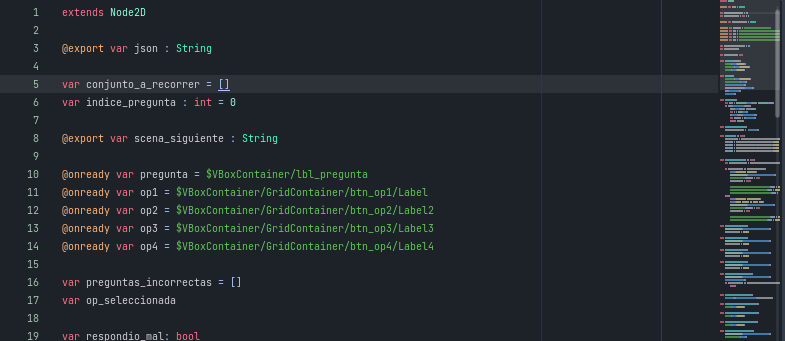 1 extends Node2D
2
3 @export var json : String
4
5 var conjunto_a_recorrer = []
6 var indice_pregunta : int = 0
7
8 @export var scena_siguiente : String
9
10 @onready var pregunta = $VBoxContainer/lbl_pregunta
11 @onready var op1 = $VBoxContainer/GridContainer/btn_op1/Label
12 @onready var op2 = $VBoxContainer/GridContainer/btn_op2/Label2
13 @onready var op3 = $VBoxContainer/GridContainer/btn_op3/Label3
14 @onready var op4 = $VBoxContainer/GridContainer/btn_op4/Label4
15
16 var preguntas_incorrectas = []
17 var op_seleccionada
18
19 var respondio_mal: bool